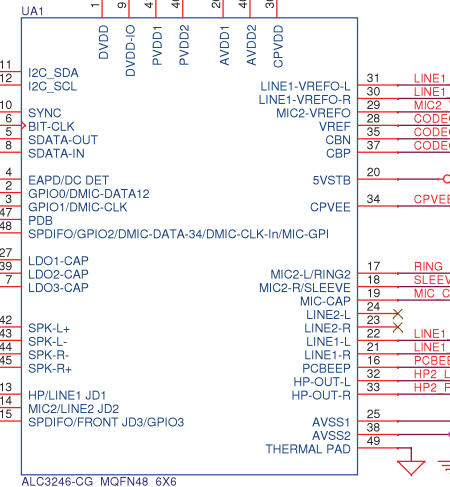 UA1
1 9 41 46 20 40 36
DVDD DVDD-IO PVDD1 PVDD2 AVDD1 AVDD2 CPVDD
11 I2C_SDA
12 I2C_SCL
10 SYNC
6 BIT-CLK
5 SDATA-OUT
8 SDATA-IN
4 EAPD/DC DET
2 GPIO0/DMIC-DATA12
3 GPIO1/DMIC-CLK
47 PDB
48 SPDIFO/GPIO2/DMIC-DATA-34/DMIC-CLK-In/MIC-GPI
27 LDO1-CAP
39 LDO2-CAP
7 LDO3-CAP
42 SPK-L+
43 SPK-L-
44 SPK-R-
45 SPK-R+
13 HP/LINE1 JD1
14 MIC2/LINE2 JD2
15 SPDIFO/FRONT JD3/GPIO3
LINE1-VREFO-L 31 LINE1
LINE1-VREFO-R 30 LINE1
MIC2-VREFO 29 MIC2
VREF 28 CODEC
CBN 35 CODEC
CBP 37 CODEC
5VSTB 20
CPVEE 34 CPVEE
MIC2-L/RING2 17 RING
MIC2-R/SLEEVE 18 SLEEV
MIC-CAP 19 MIC C
LINE2-L 24
LINE2-R 23
LINE1-L 22 LINE1
LINE1-R 21 LINE1
PCBEEP 16 PCBEE
HP-OUT-L 32 HP2 L
HP-OUT-R 33 HP2 R
AVSS1 25
AVSS2 38
THERMAL PAD 49
ALC3246-CG MQFN48 6X6